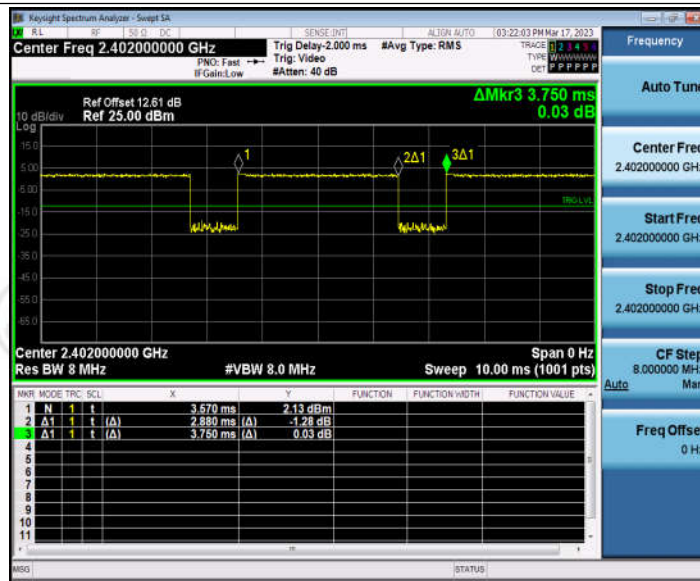 Keysight Spectrum Analyzer - Swept SA
RL RF 50 Ω DC SENSE:INT ALIGN AUTO 03:22:03 PM Mar 17, 2023
Center Freq 2.402000000 GHz
PNO: Fast
IFGain:Low
Trig Delay-2.000 ms
Trig: Video
#Atten: 40 dB
#Avg Type: RMS
TRACE 1 2 3 4 5 6
TYPE WWWWWW
DET P P P P P P
ΔMkr3 3.750 ms
0.03 dB
Ref Offset 12.61 dB
10 dB/div Ref 25.00 dBm
Log
15.0
5.00
-5.00
-15.0
-25.0
-35.0
-45.0
-55.0
-65.0
1
2Δ1
3Δ1
TRIG LVL
Center 2.402000000 GHz Span 0 Hz
Res BW 8 MHz #VBW 8.0 MHz Sweep 10.00 ms (1001 pts)
MKR MODE TRC SCL X Y FUNCTION FUNCTION WIDTH FUNCTION VALUE
1 N 1 t 3.570 ms 2.13 dBm
2 Δ1 1 t (Δ) 2.880 ms (Δ) -1.28 dB
3 Δ1 1 t (Δ) 3.750 ms (Δ) 0.03 dB
4
5
6
7
8
9
10
11
MSG STATUS
Frequency
Auto Tune
Center Freq
2.402000000 GHz
Start Freq
2.402000000 GHz
Stop Freq
2.402000000 GHz
CF Step
8.000000 MHz
Auto Man
Freq Offset
0 Hz